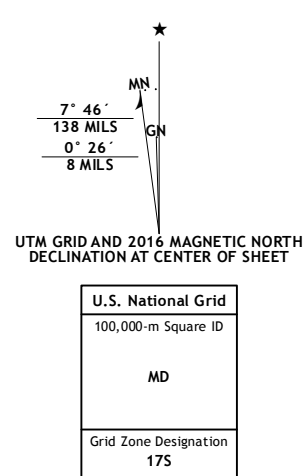 ★
MN
7° 46´
138 MILS
GN
0° 26´
8 MILS
UTM GRID AND 2016 MAGNETIC NORTH
DECLINATION AT CENTER OF SHEET
U.S. National Grid
100,000-m Square ID
MD
Grid Zone Designation
17S